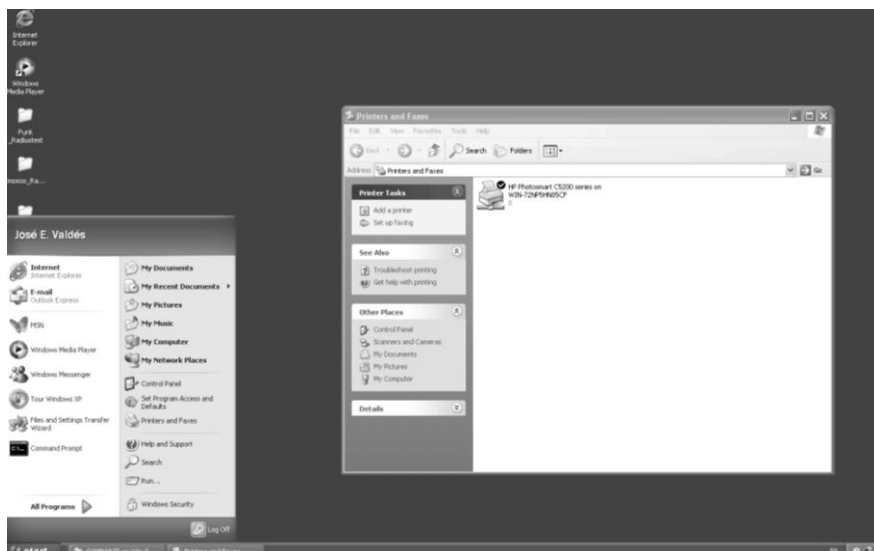 Internet
Explorer
Windows
Media Player
Funk
_Radiustest
José E. Valdés
Internet
Internet Explorer
E-mail
Outlook Express
MSN
Windows Media Player
Windows Messenger
Tour Windows XP
Files and Settings Transfer
Wizard
Command Prompt
All Programs
My Documents
My Recent Documents
My Pictures
My Music
My Computer
My Network Places
Control Panel
Set Program Access and
Defaults
Printers and Faxes
Help and Support
Search
Run...
Windows Security
Log Off
start
Printers and Faxes
Printers and Faxes
File Edit View Favorites Tools Help
Back Search Folders
Address Printers and Faxes Go
Printer Tasks
Add a printer
Set up faxing
See Also
Troubleshoot printing
Get help with printing
Other Places
Control Panel
Scanners and Cameras
My Documents
My Pictures
My Computer
Details
HP Photosmart C5200 series on
0